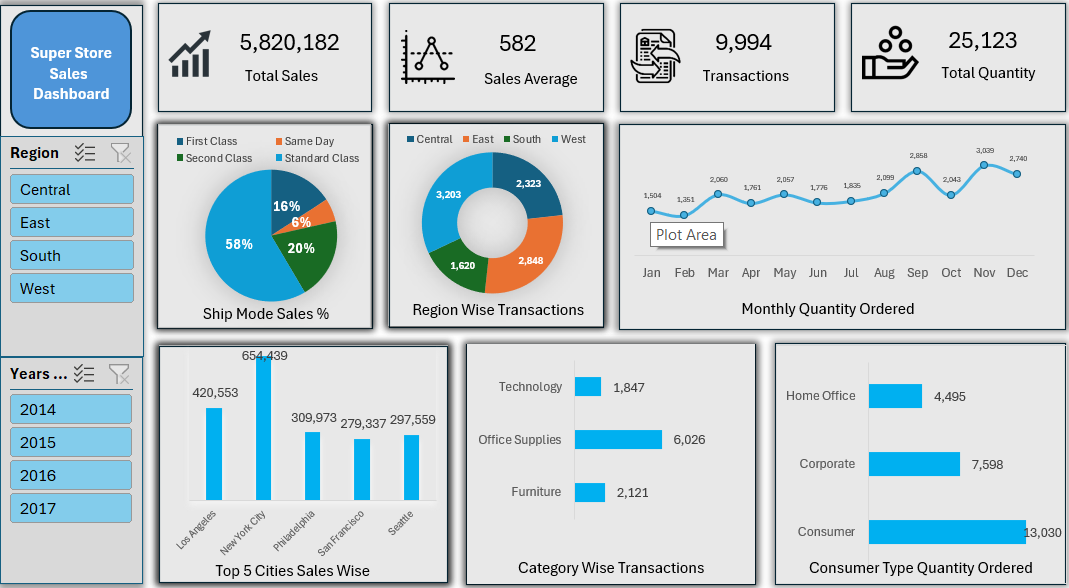 Super Store
Sales
Dashboard
5,820,182
Total Sales
582
Sales Average
9,994
Transactions
25,123
Total Quantity
Region
Central
East
South
West
Years ...
2014
2015
2016
2017
First Class
Same Day
Second Class
Standard Class
16%
6%
20%
58%
Ship Mode Sales %
Central
East
South
West
2,323
2,848
1,620
3,203
Region Wise Transactions
1,504
1,351
2,060
1,761
2,057
1,776
1,835
2,099
2,858
2,043
3,039
2,740
Plot Area
Jan
Feb
Mar
Apr
May
Jun
Jul
Aug
Sep
Oct
Nov
Dec
Monthly Quantity Ordered
420,553
654,439
309,973
279,337
297,559
Los Angeles
New York City
Philadelphia
San Francisco
Seattle
Top 5 Cities Sales Wise
Technology
1,847
Office Supplies
6,026
Furniture
2,121
Category Wise Transactions
Home Office
4,495
Corporate
7,598
Consumer
13,030
Consumer Type Quantity Ordered